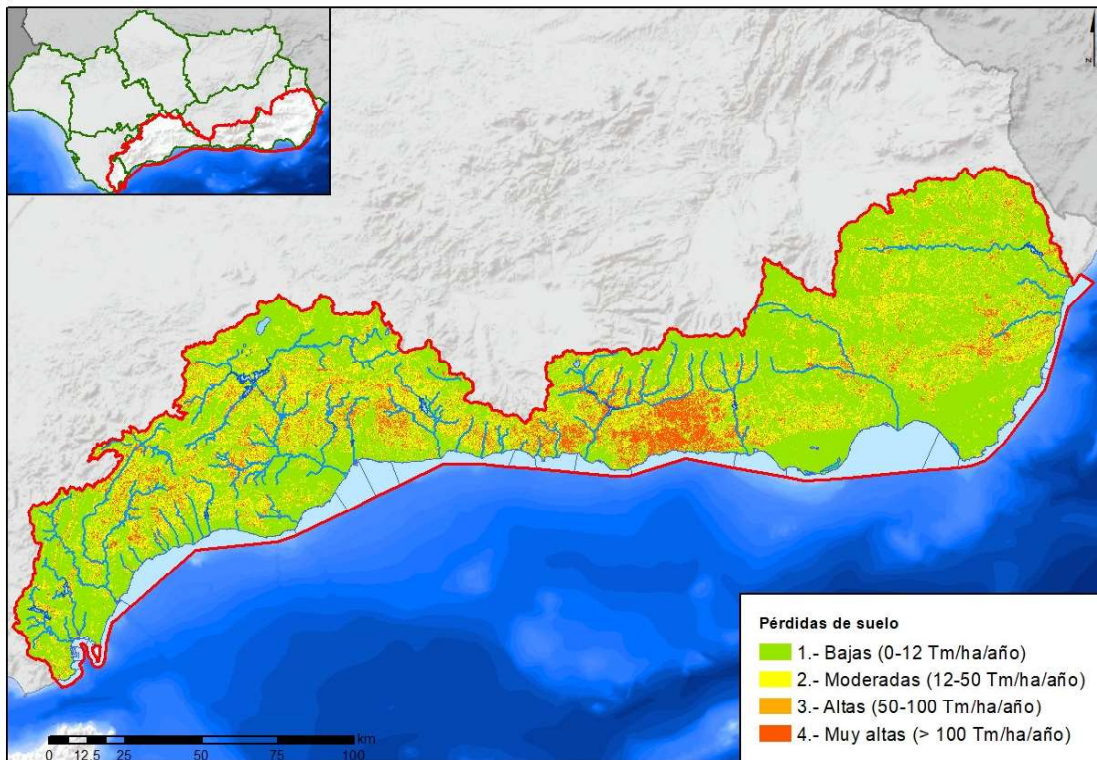 z
Pérdidas de suelo
1.- Bajas (0-12 Tm/ha/año)
2.- Moderadas (12-50 Tm/ha/año)
3.- Altas (50-100 Tm/ha/año)
4.- Muy altas (> 100 Tm/ha/año)
km
0 12.5 25 50 75 100